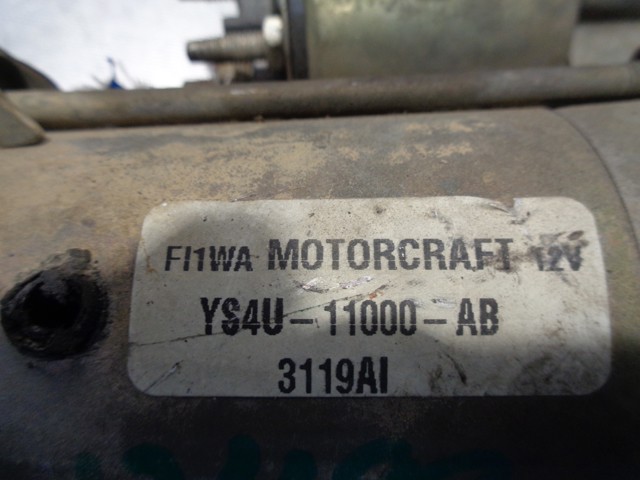 FI1WA MOTORCRAFT 12V
YS4U-11000-AB
3119AI